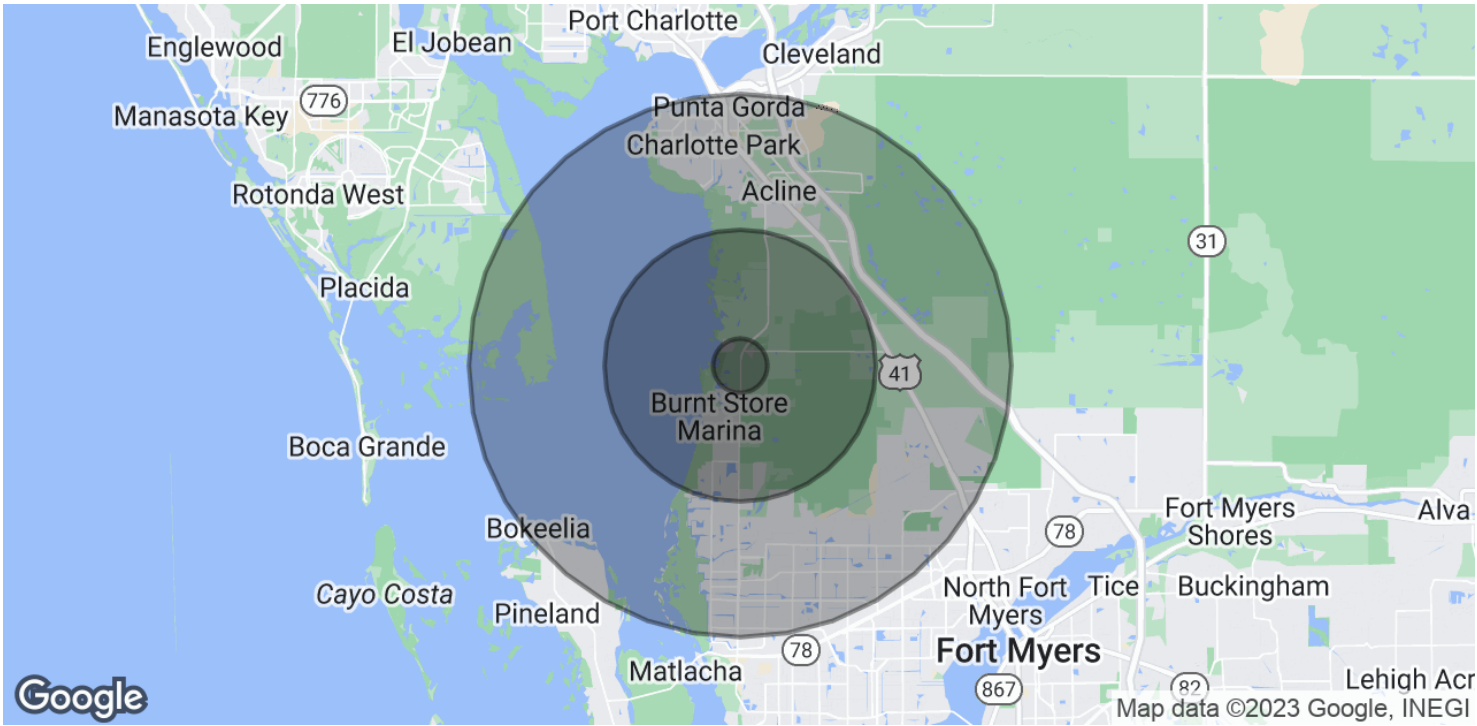 Port Charlotte
Englewood
El Jobean
Cleveland
776
Manasota Key
Punta Gorda
Charlotte Park
Rotonda West
Acline
31
Placida
41
Burnt Store
Marina
Boca Grande
Bokeelia
78
Fort Myers
Shores
Alva
Cayo Costa
Pineland
North Fort
Myers
Tice
Buckingham
78
Fort Myers
Matlacha
867
82
Lehigh Acr
Google
Map data ©2023 Google, INEGI